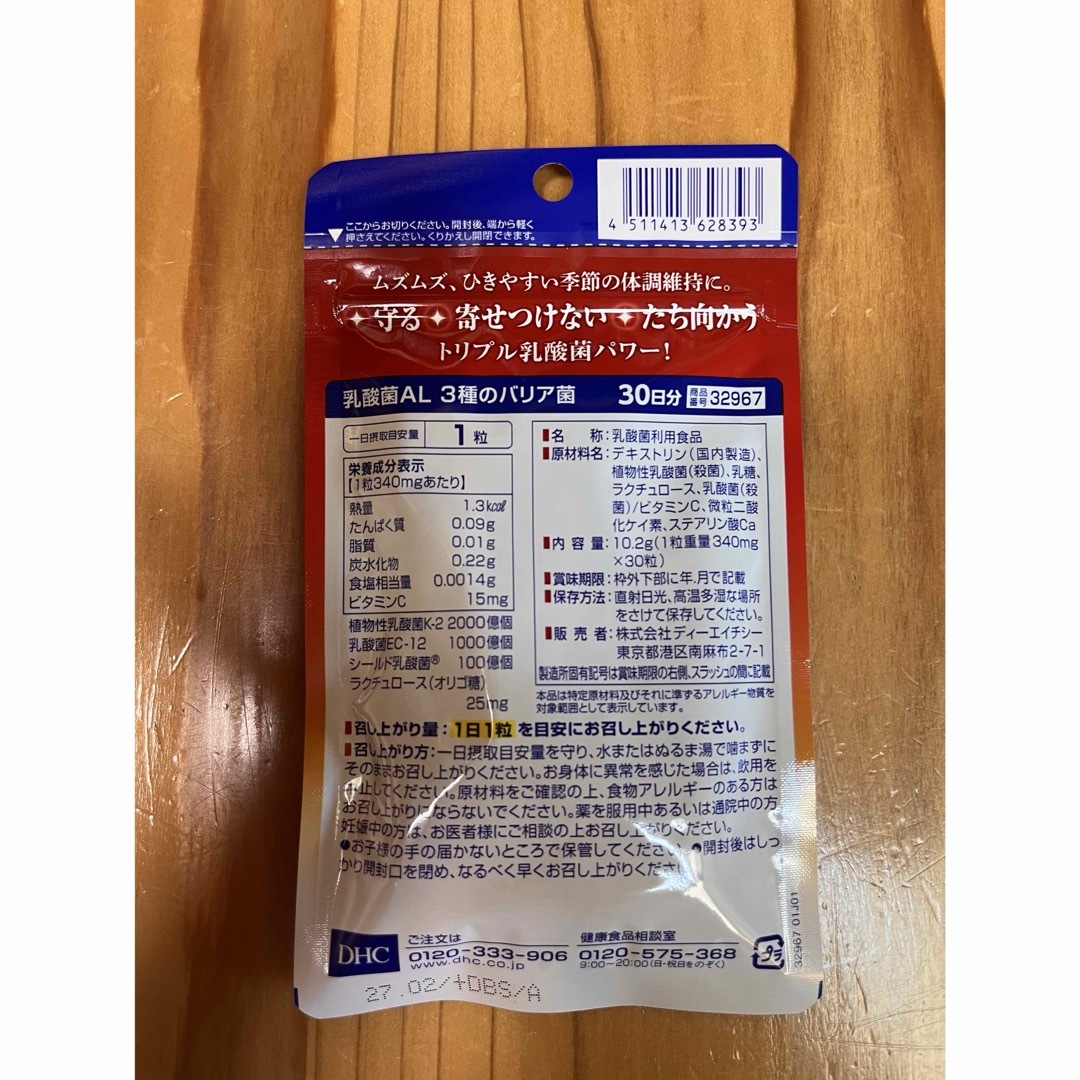 ここからお切りください。開封後、端から軽く
押さえてください。くりかえし開閉できます。
4 511413 628393
ムズムズ、ひきやすい季節の体調維持に。
守る 寄せつけない たち向かう
トリプル乳酸菌パワー!
乳酸菌AL 3種のバリア菌 30日分 商品番号 32967
一日摂取目安量 1粒
栄養成分表示
【1粒340mgあたり】
熱量 1.3kcal
たんぱく質 0.09g
脂質 0.01g
炭水化物 0.22g
食塩相当量 0.0014g
ビタミンC 15mg
植物性乳酸菌K-2 2000億個
乳酸菌EC-12 1000億個
シールド乳酸菌® 100億個
ラクチュロース(オリゴ糖)
25mg
名 称:乳酸菌利用食品
原材料名:デキストリン(国内製造)、
植物性乳酸菌(殺菌)、乳糖、
ラクチュロース、乳酸菌(殺
菌)/ビタミンC、微粒二酸
化ケイ素、ステアリン酸Ca
内 容 量:10.2g(1粒重量340mg
×30粒)
賞味期限:枠外下部に年.月で記載
保存方法:直射日光、高温多湿な場所
をさけて保存してください。
販 売 者:株式会社ディーエイチシー
東京都港区南麻布2-7-1
製造所固有記号は賞味期限の右側、スラッシュの間に記載
本品は特定原材料及びそれに準ずるアレルギー物質を
対象範囲として表示しています。
召し上がり量:1日1粒を目安にお召し上がりください。
召し上がり方:一日摂取目安量を守り、水またはぬるま湯で噛まずに
そのままお召し上がりください。お身体に異常を感じた場合は、飲用を
中止してください。原材料をご確認の上、食物アレルギーのある方は
お召し上がりにならないでください。薬を服用中あるいは通院中の方
妊娠中の方は、お医者様にご相談の上お召し上がりください。
●お子様の手の届かないところで保管してください。●開封後はしっ
かり開封口を閉め、なるべく早くお召し上がりください
DHC
ご注文は
0120-333-906
www.dhc.co.jp
健康食品相談室
0120-575-368
9:00~20:00(日・祝日をのぞく)
プラ
32967 01J01
27.02/+DBS/A